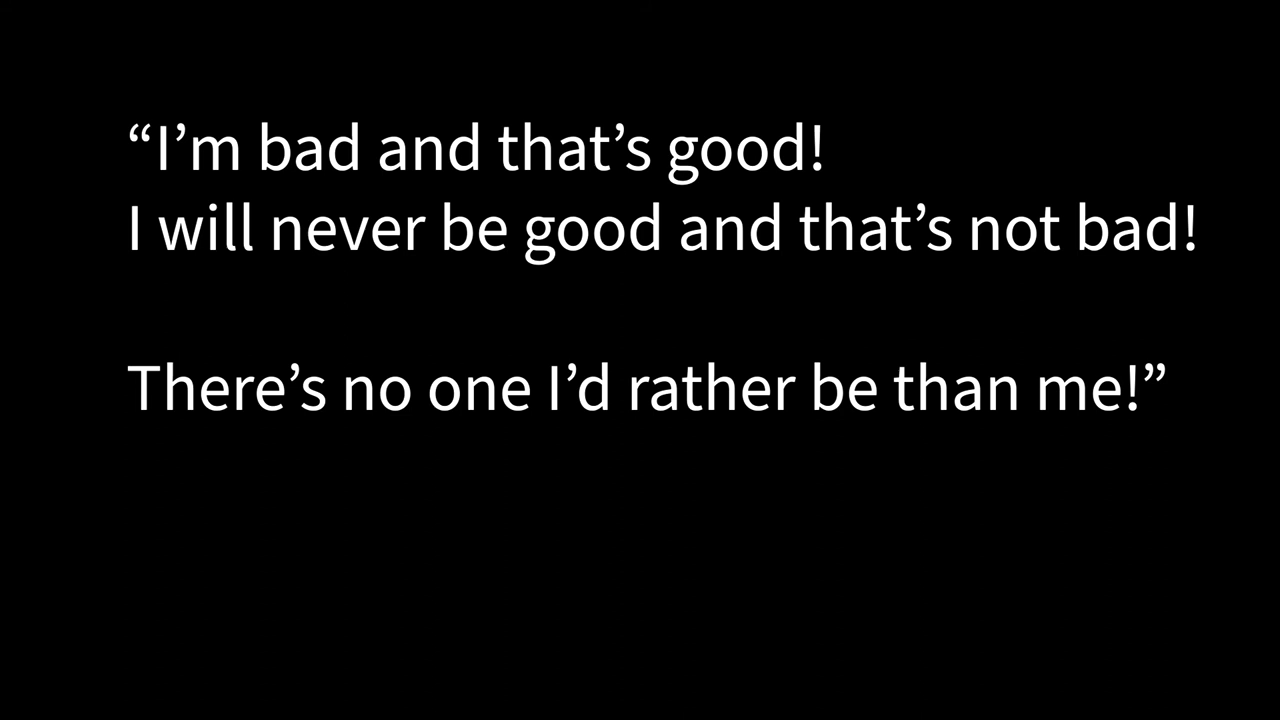 “I’m bad and that’s good!
I will never be good and that’s not bad!
There’s no one I’d rather be than me!”